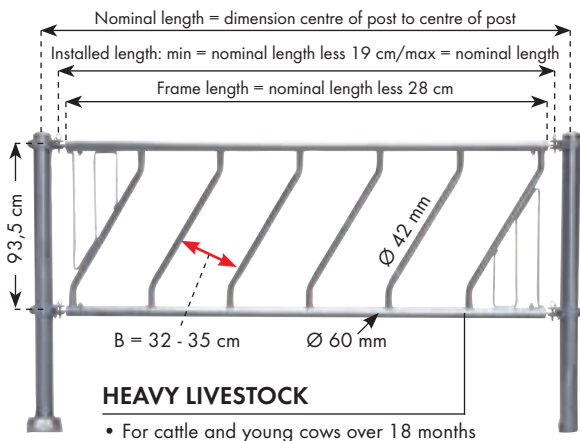 Nominal length = dimension centre of post to centre of post
Installed length: min = nominal length less 19 cm/max = nominal length
Frame length = nominal length less 28 cm
93,5 cm
Ø 42 mm
B = 32 - 35 cm
Ø 60 mm
HEAVY LIVESTOCK
• For cattle and young cows over 18 months